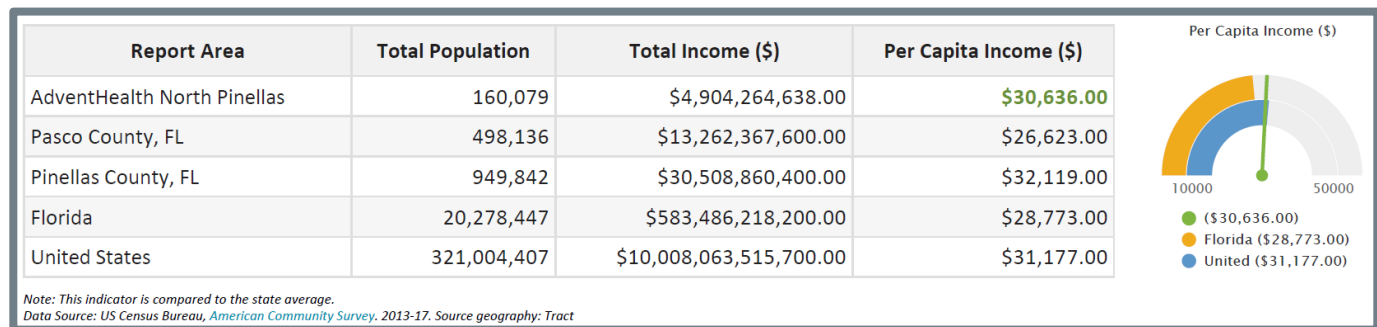 Report Area Total Population Total Income ($) Per Capita Income ($)
AdventHealth North Pinellas 160,079 $4,904,264,638.00 $30,636.00
Pasco County, FL 498,136 $13,262,367,600.00 $26,623.00
Pinellas County, FL 949,842 $30,508,860,400.00 $32,119.00
Florida 20,278,447 $583,486,218,200.00 $28,773.00
United States 321,004,407 $10,008,063,515,700.00 $31,177.00
Note: This indicator is compared to the state average.
Data Source: US Census Bureau, American Community Survey. 2013-17. Source geography: Tract
Per Capita Income ($)
10000 50000
($30,636.00)
Florida ($28,773.00)
United ($31,177.00)